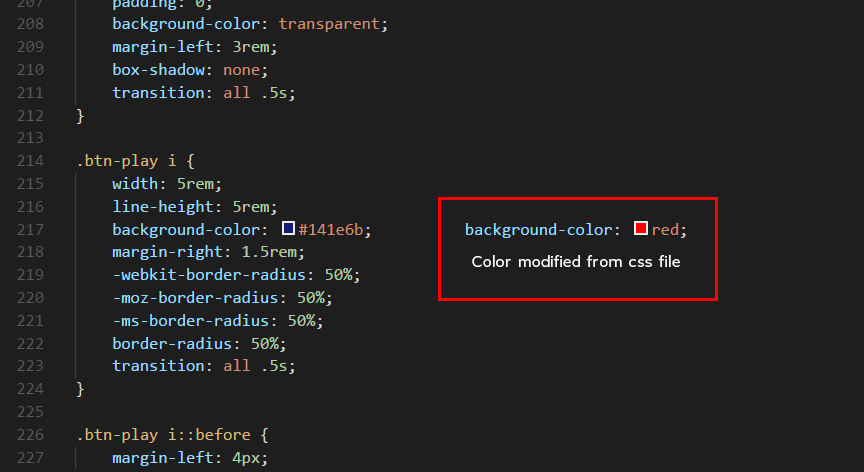 207 padding: 0;
208 background-color: transparent;
209 margin-left: 3rem;
210 box-shadow: none;
211 transition: all .5s;
212 }
213
214 .btn-play i {
215 width: 5rem;
216 line-height: 5rem;
217 background-color: #141e6b; background-color: red;
218 margin-right: 1.5rem;
Color modified from css file
219 -webkit-border-radius: 50%;
220 -moz-border-radius: 50%;
221 -ms-border-radius: 50%;
222 border-radius: 50%;
223 transition: all .5s;
224 }
225
226 .btn-play i::before {
227 margin-left: 4px;